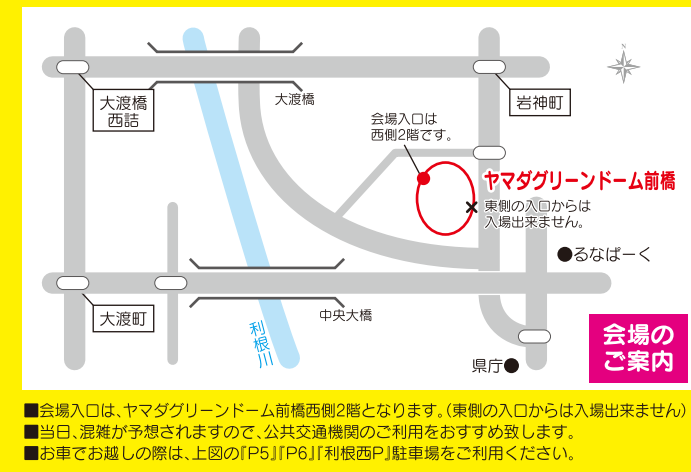 N
大渡橋
西詰
大渡橋
岩神町
会場入口は
西側2階です。
ヤマダグリーンドーム前橋
東側の入口からは
入場出来ません。
●るなぱーく
大渡町
利根川
中央大橋
県庁●
会場の
ご案内
■会場入口は、ヤマダグリーンドーム前橋西側2階となります。(東側の入口からは入場出来ません)
■当日、混雑が予想されますので、公共交通機関のご利用をおすすめ致します。
■お車でお越しの際は、上図の『P5』『P6』『利根西P』駐車場をご利用ください。